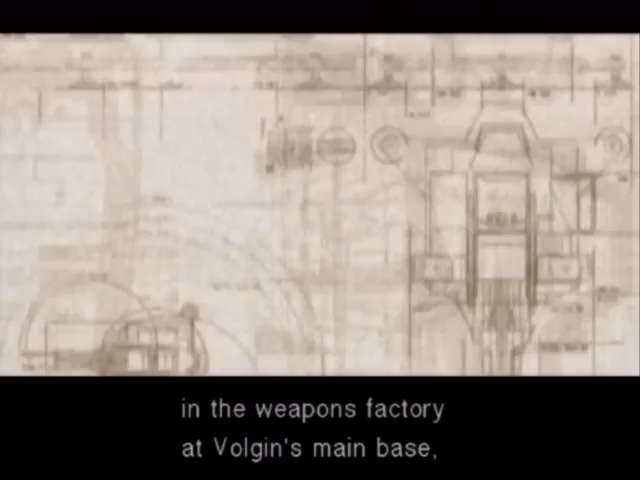 in the weapons factory
at Volgin's main base,